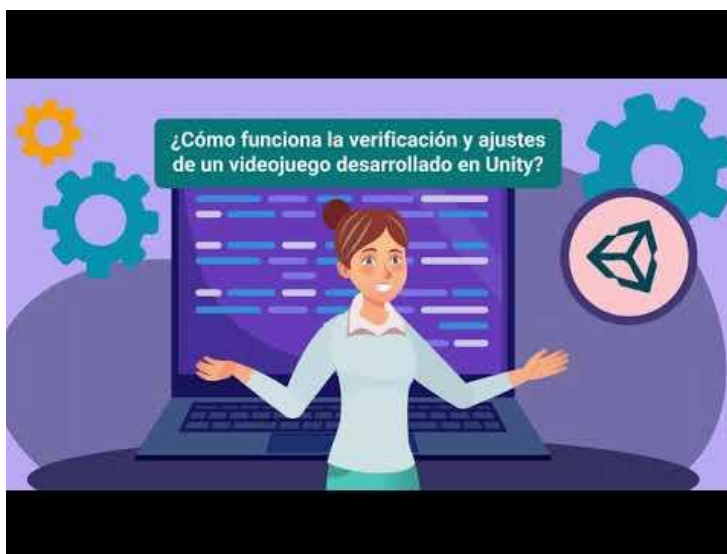 ¿Cómo funciona la verificación y ajustes
de un videojuego desarrollado en Unity?